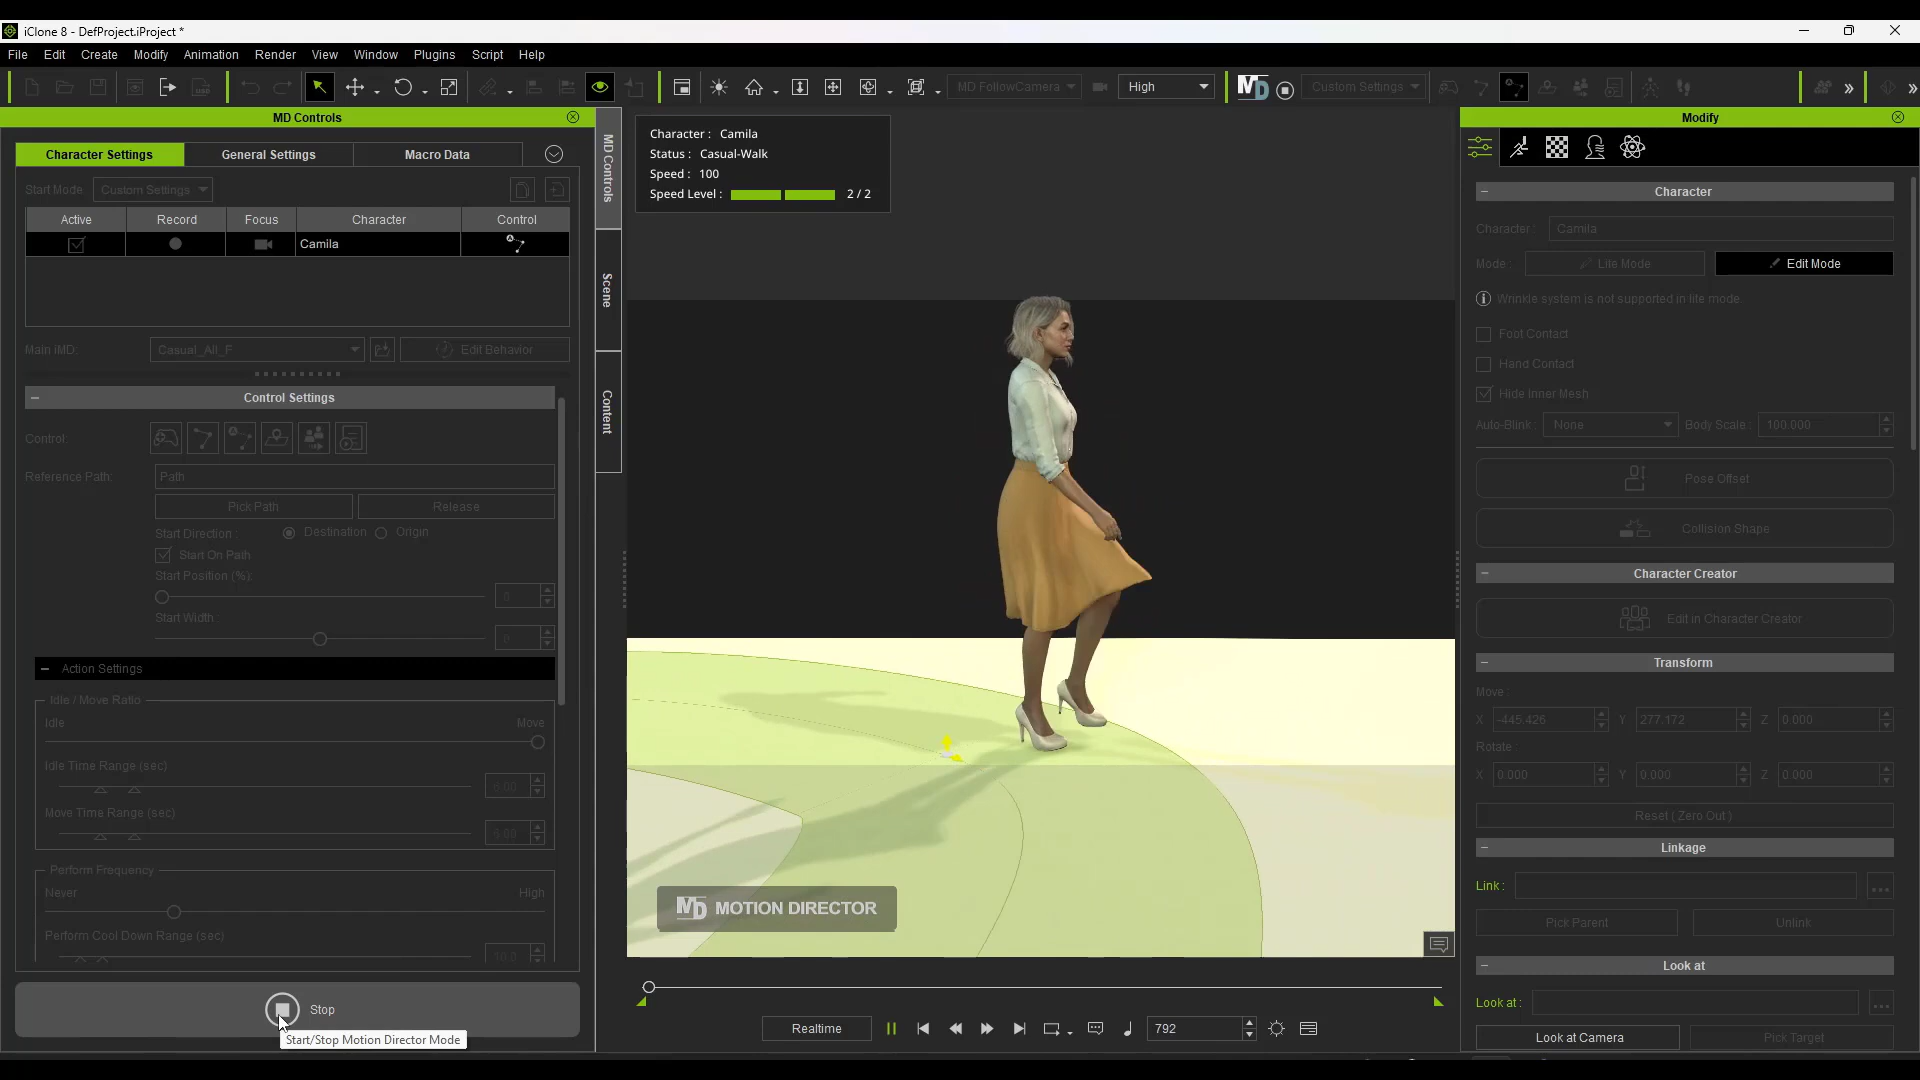 iClone 8 - DefProject.iProject *
File Edit Create Modify Animation Render View Window Plugins Script Help
MD FollowCamera High MD Custom Settings
MD Controls
Modify
Character Settings General Settings Macro Data
Start Mode Custom Settings
Active Record Focus Character Control
Camila
Main iMD: Casual_All_F Edit Behavior
Control Settings
Control:
Reference Path: Path
Pick Path Release
Start Direction : Destination Origin
Start On Path
Start Position (%):
0
Start Width :
0
Action Settings
Idle / Move Ratio
Idle Move
Idle Time Range (sec)
Move Time Range (sec)
Perform Frequency
Never High
Perform Cool Down Range (sec)
10.0
Stop
Start/Stop Motion Director Mode
MD Controls
Scene
Content
Character : Camila
Status : Casual-Walk
Speed : 100
Speed Level : 2 / 2
MD MOTION DIRECTOR
Realtime 792
Character
Character : Camila
Mode : Lite Mode Edit Mode
Wrinkle system is not supported in lite mode.
Foot Contact
Hand Contact
Hide Inner Mesh
Auto-Blink : None Body Scale : 100.000
Pose Offset
Collision Shape
Character Creator
Edit in Character Creator
Transform
Move :
X -445.426 Y 277.172 Z 0.000
Rotate :
X 0.000 Y 0.000 Z 0.000
Reset ( Zero Out )
Linkage
Link : ...
Pick Parent Unlink
Look at
Look at : ...
Look at Camera Pick Target